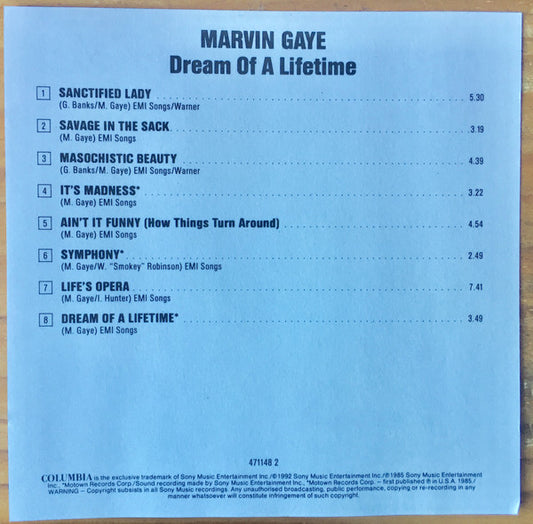 MARVIN GAYE
Dream Of A Lifetime
1 SANCTIFIED LADY 5.30
(G. Banks/M. Gaye) EMI Songs/Warner
2 SAVAGE IN THE SACK 3.19
(M. Gaye) EMI Songs
3 MASOCHISTIC BEAUTY 4.39
(G. Banks/M. Gaye) EMI Songs/Warner
4 IT'S MADNESS* 3.22
(M. Gaye) EMI Songs
5 AIN'T IT FUNNY (How Things Turn Around) 4.54
(M. Gaye) EMI Songs
6 SYMPHONY* 2.49
(M. Gaye/W. "Smokey" Robinson) EMI Songs
7 LIFE'S OPERA 7.41
(M. Gaye/I. Hunter) EMI Songs
8 DREAM OF A LIFETIME* 3.49
(M. Gaye) EMI Songs
471148 2
COLUMBIA is the exclusive trademark of Sony Music Entertainment Inc./©1992 Sony Music Entertainment Inc./℗1985 Sony Music Entertainment
Inc., *Motown Records Corp./Sound recording made by Sony Music Entertainment Inc., *Motown Records Corp. – first published ℗ in U.S.A. 1985./
WARNING – Copyright subsists in all Sony Music recordings. Any unauthorised broadcasting, public performance, copying or re-recording in any
manner whatsoever will constitute infringement of such copyright.